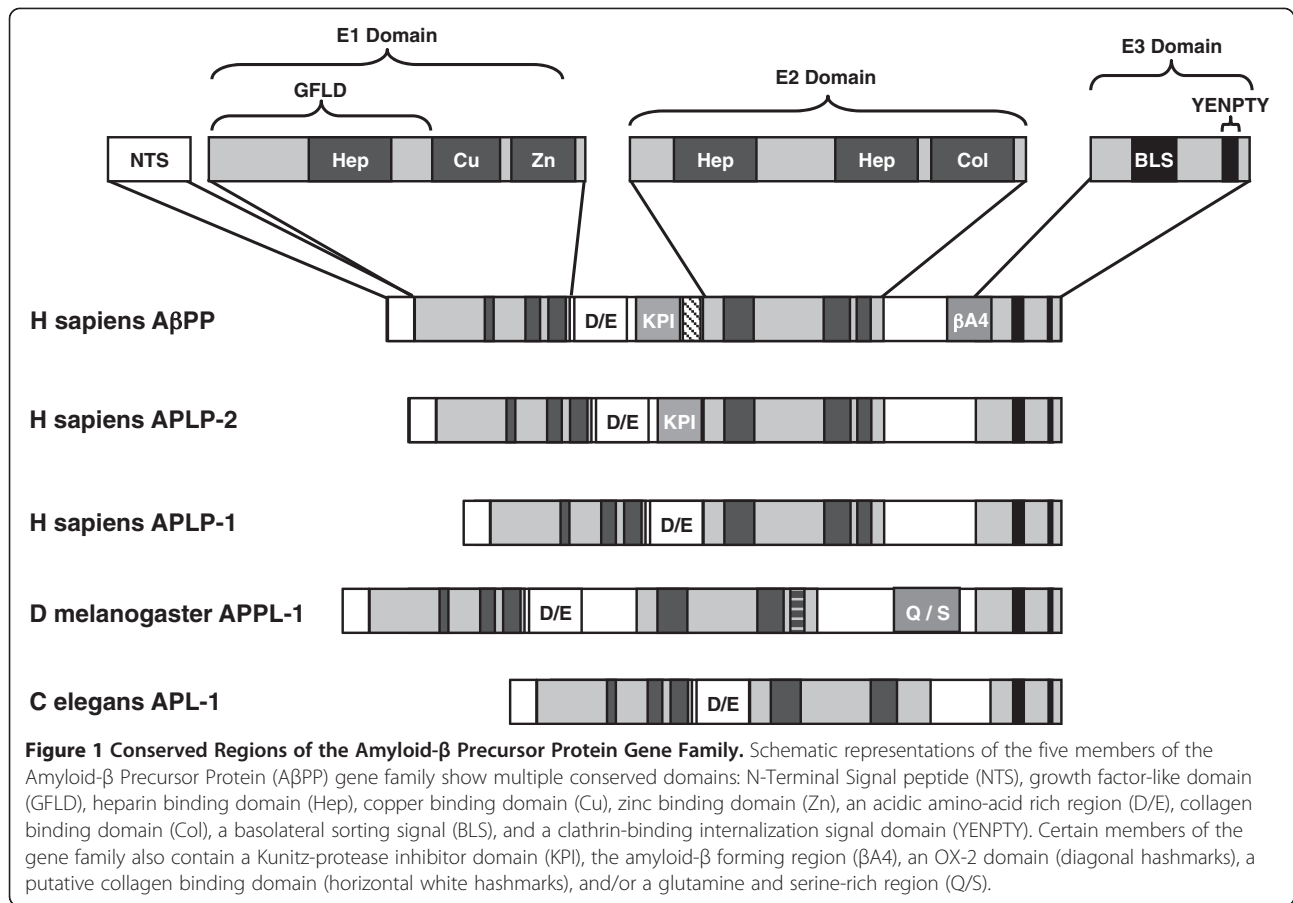 E1 Domain
GFLD
E2 Domain
E3 Domain
YENPTY
NTS
Hep
Cu
Zn
Hep
Hep
Col
BLS
H sapiens AβPP
D/E
KPI
βA4
H sapiens APLP-2
D/E
KPI
H sapiens APLP-1
D/E
D melanogaster APPL-1
D/E
Q / S
C elegans APL-1
D/E
Figure 1 Conserved Regions of the Amyloid-β Precursor Protein Gene Family. Schematic representations of the five members of the
Amyloid-β Precursor Protein (AβPP) gene family show multiple conserved domains: N-Terminal Signal peptide (NTS), growth factor-like domain
(GFLD), heparin binding domain (Hep), copper binding domain (Cu), zinc binding domain (Zn), an acidic amino-acid rich region (D/E), collagen
binding domain (Col), a basolateral sorting signal (BLS), and a clathrin-binding internalization signal domain (YENPTY). Certain members of the
gene family also contain a Kunitz-protease inhibitor domain (KPI), the amyloid-β forming region (βA4), an OX-2 domain (diagonal hashmarks), a
putative collagen binding domain (horizontal white hashmarks), and/or a glutamine and serine-rich region (Q/S).